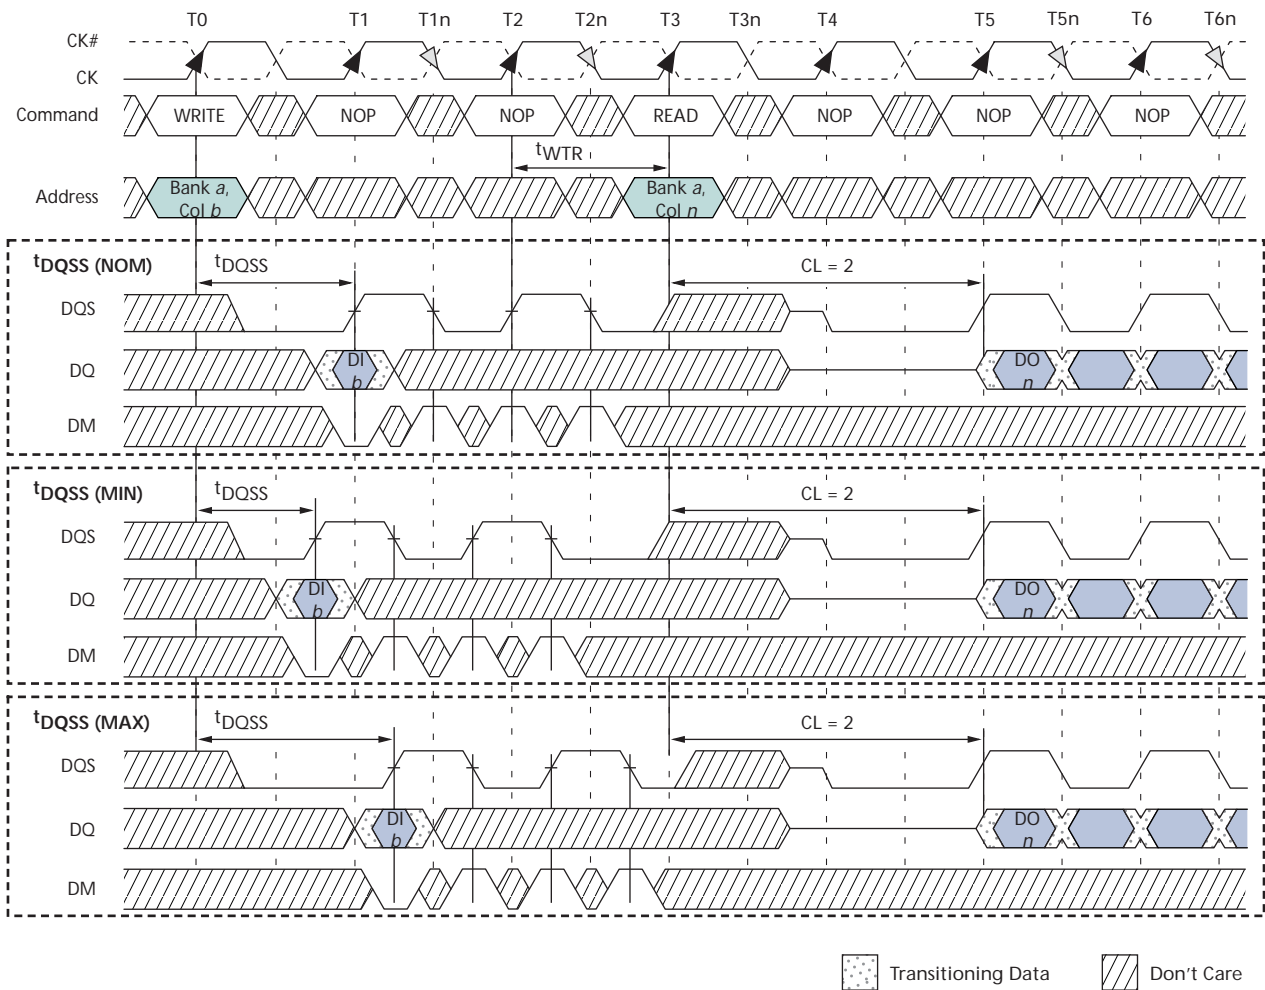 T0 T1 T1n T2 T2n T3 T3n T4 T5 T5n T6 T6n
CK#
CK
Command WRITE NOP NOP READ NOP NOP NOP
tWTR
Address Bank a, Col b Bank a, Col n
tDQSS (NOM) tDQSS CL = 2
DQS
DQ DI b DO n
DM
tDQSS (MIN) tDQSS CL = 2
DQS
DQ DI b DO n
DM
tDQSS (MAX) tDQSS CL = 2
DQS
DQ DI b DO n
DM
Transitioning Data Don't Care